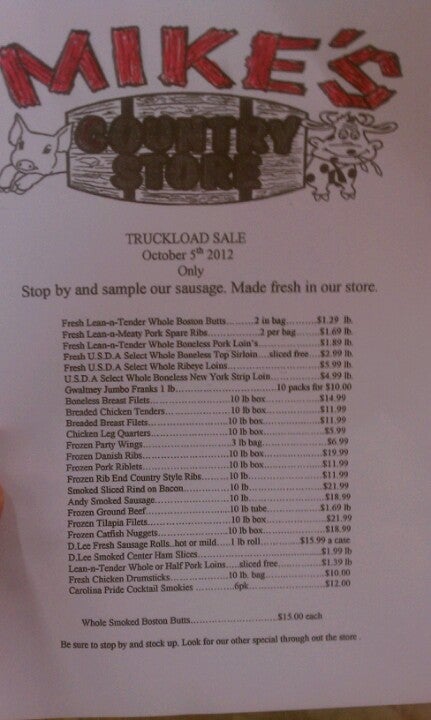 MIKE'S
COUNTRY
STORE
TRUCKLOAD SALE
October 5th 2012
Only
Stop by and sample our sausage. Made fresh in our store.
Fresh Lean-n-Tender Whole Boston Butts.........2 in bag..........$1.29 lb.
Fresh Lean-n-Meaty Pork Spare Ribs................2 per bag........$1.69 lb.
Fresh Lean-n-Tender Whole Boneless Pork Loin's....................$1.89 lb.
Fresh U.S.D.A Select Whole Boneless Top Sirloin....sliced free...$2.99 lb.
Fresh U.S.D.A Select Whole Ribeye Loins............................$5.99 lb.
U.S.D.A Select Whole Boneless New York Strip Loin................$4.99 lb.
Gwaltney Jumbo Franks 1 lb................................10 packs for $10.00
Boneless Breast Filets.........................10 lb box..................$14.99
Breaded Chicken Tenders....................10 lb box..................$11.99
Breaded Breast Filets.........................10 lb box..................$11.99
Chicken Leg Quarters.........................10 lb box..................$5.99
Frozen Party Wings...........................3 lb bag....................$6.99
Frozen Danish Ribs...........................10 lb box..................$19.99
Frozen Pork Riblets...........................10 lb box..................$11.99
Frozen Rib End Country Style Ribs........10 lb.......................$11.99
Smoked Sliced Rind on Bacon...............10 lb.......................$21.99
Andy Smoked Sausage........................10 lb.......................$18.99
Frozen Ground Beef...........................10 lb tube................$1.69 lb
Frozen Tilapia Filets...........................10 lb box..................$21.99
Frozen Catfish Nuggets.......................10 lb box..................$18.99
D.Lee Fresh Sausage Rolls..hot or mild.....1 lb roll...........$15.99 a case
D.Lee Smoked Center Ham Slices....................................$1.99 lb
Lean-n-Tender Whole or Half Pork Loins.....sliced free...........$1.39 lb
Fresh Chicken Drumsticks....................10 lb. bag................$10.00
Carolina Pride Cocktail Smokies ............6pk.......................$12.00
Whole Smoked Boston Butts..............................$15.00 each
Be sure to stop by and stock up. Look for our other special through out the store .